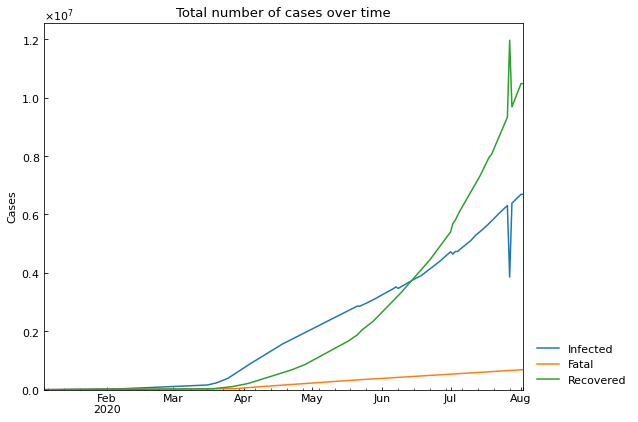 Total number of cases over time
×10⁷
1.2
1.0
0.8
0.6
0.4
0.2
0.0
Cases
Feb Mar Apr May Jun Jul Aug
2020
Infected
Fatal
Recovered